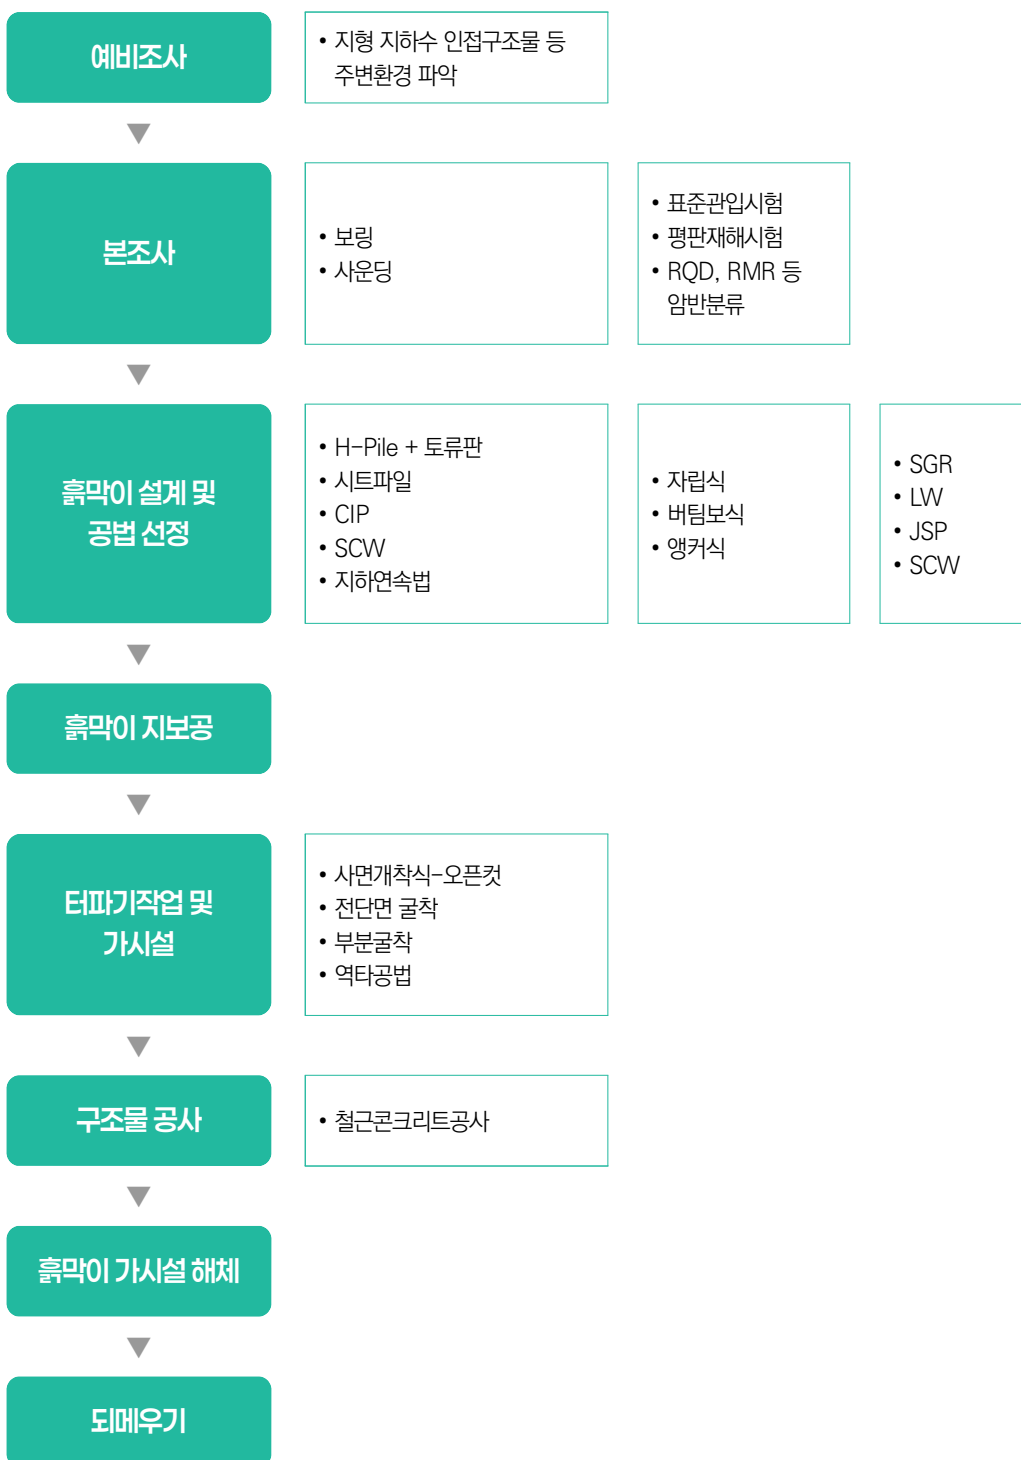 예비조사
• 지형 지하수 인접구조물 등
주변환경 파악
본조사
• 보링
• 사운딩
• 표준관입시험
• 평판재해시험
• RQD, RMR 등
암반분류
흙막이 설계 및
공법 선정
• H-Pile + 토류판
• 시트파일
• CIP
• SCW
• 지하연속법
• 자립식
• 버팀보식
• 앵커식
• SGR
• LW
• JSP
• SCW
흙막이 지보공
터파기작업 및
가시설
• 사면개착식-오픈컷
• 전단면 굴착
• 부분굴착
• 역타공법
구조물 공사
• 철근콘크리트공사
흙막이 가시설 해체
되메우기